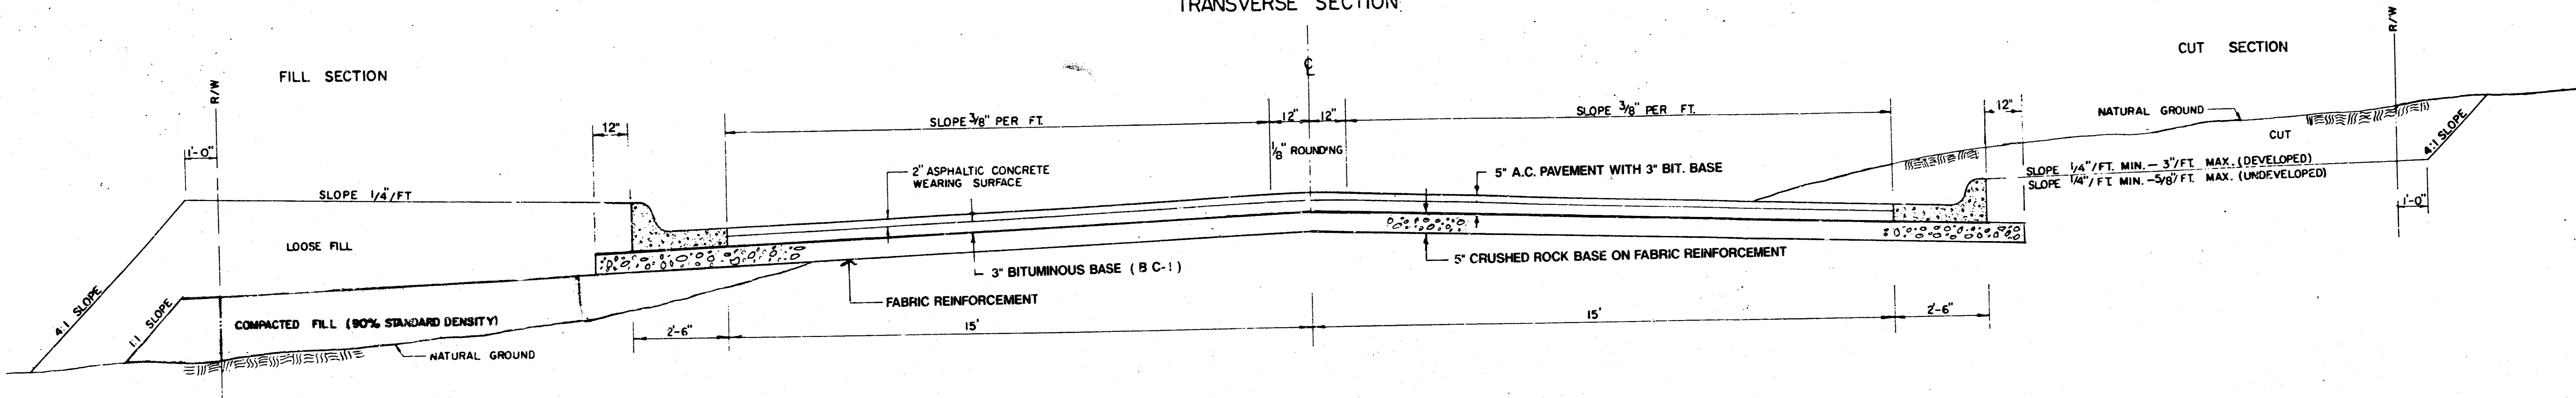 TRANSVERSE SECTION
FILL SECTION
CUT SECTION
R/W
R/W
℄
12"
SLOPE 3/8" PER FT.
12"
12"
SLOPE 3/8" PER FT.
12"
1/8" ROUNDING
1'-0"
NATURAL GROUND
CUT
4:1 SLOPE
2" ASPHALTIC CONCRETE
WEARING SURFACE
5" A.C. PAVEMENT WITH 3" BIT. BASE
SLOPE 1/4"/FT. MIN. - 3"/FT. MAX. (DEVELOPED)
SLOPE 1/4"/FT. MIN. -5/8"/FT. MAX. (UNDEVELOPED)
1'-0"
SLOPE 1/4"/FT
LOOSE FILL
4:1 SLOPE
1:1 SLOPE
3" BITUMINOUS BASE (BC-1)
5" CRUSHED ROCK BASE ON FABRIC REINFORCEMENT
FABRIC REINFORCEMENT
COMPACTED FILL (90% STANDARD DENSITY)
NATURAL GROUND
2'-6"
15'
15'
2'-6"